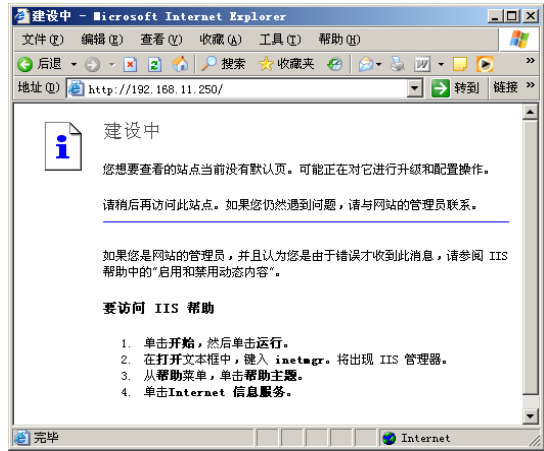 建设中 - Microsoft Internet Explorer
文件(F) 编辑(E) 查看(V) 收藏(A) 工具(T) 帮助(H)
后退 搜索 收藏夹 »
地址(D) http://192.168.11.250/ 转到 链接 »
建设中
您想要查看的站点当前没有默认页。可能正在对它进行升级和配置操作。
请稍后再访问此站点。如果您仍然遇到问题，请与网站的管理员联系。
如果您是网站的管理员，并且认为您是由于错误才收到此消息，请参阅 IIS
帮助中的"启用和禁用动态内容"。
要访问 IIS 帮助
1. 单击开始，然后单击运行。
2. 在打开文本框中，键入 inetmgr。将出现 IIS 管理器。
3. 从帮助菜单，单击帮助主题。
4. 单击Internet 信息服务。
完毕 Internet